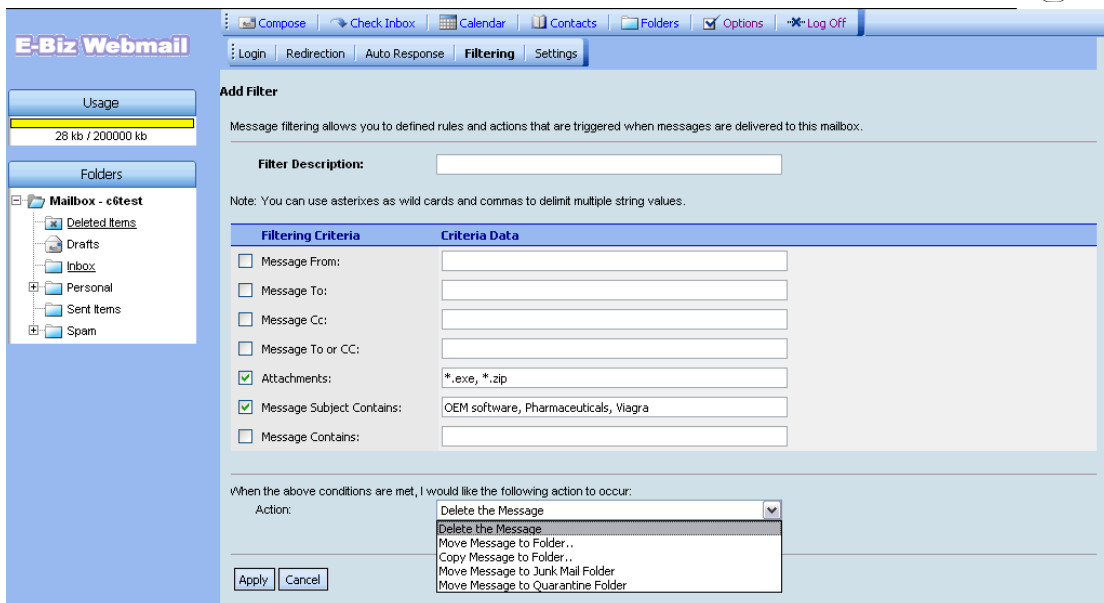 Compose Check Inbox Calendar Contacts Folders Options Log Off
E-Biz Webmail
Login Redirection Auto Response Filtering Settings
Usage
28 kb / 200000 kb
Folders
Mailbox - c6test
Deleted Items
Drafts
Inbox
Personal
Sent Items
Spam
Add Filter
Message filtering allows you to defined rules and actions that are triggered when messages are delivered to this mailbox.
Filter Description:
Note: You can use asterixes as wild cards and commas to delimit multiple string values.
Filtering Criteria Criteria Data
Message From:
Message To:
Message Cc:
Message To or CC:
Attachments: *.exe, *.zip
Message Subject Contains: OEM software, Pharmaceuticals, Viagra
Message Contains:
When the above conditions are met, I would like the following action to occur:
Action: Delete the Message
Delete the Message
Move Message to Folder..
Copy Message to Folder..
Move Message to Junk Mail Folder
Move Message to Quarantine Folder
Apply Cancel